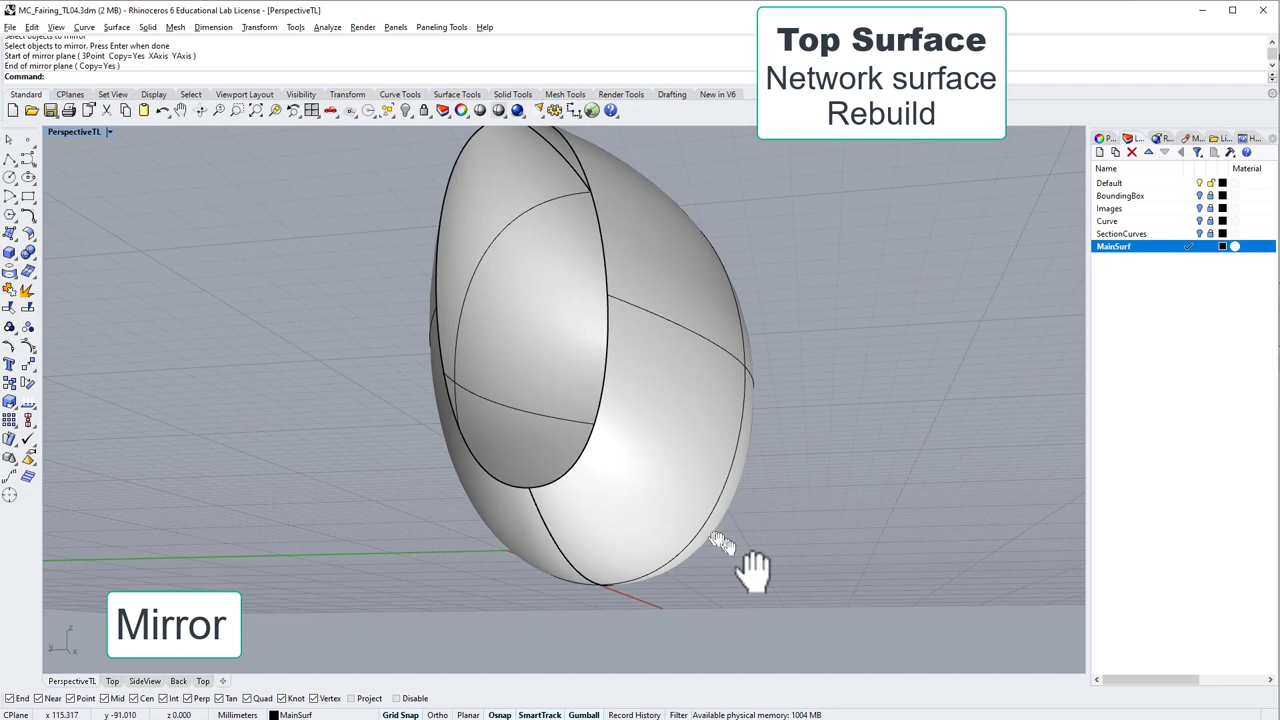 MC_Fairing_TL04.3dm (2 MB) - Rhinoceros 6 Educational Lab License - [PerspectiveTL]
File Edit View Curve Surface Solid Mesh Dimension Transform Tools Analyze Render Panels Paneling Tools Help
Select objects to mirror
Select objects to mirror. Press Enter when done
Start of mirror plane ( 3Point Copy=Yes XAxis YAxis )
End of mirror plane ( Copy=Yes )
Command:
Top Surface
Network surface
Rebuild
Standard CPlanes Set View Display Select Viewport Layout Visibility Transform Curve Tools Surface Tools Solid Tools Mesh Tools Render Tools Drafting New in V6
PerspectiveTL
P... L... R... M... Li... H...
Name Material
Default
BoundingBox
Images
Curve
SectionCurves
MainSurf
Mirror
z
y
x
PerspectiveTL Top SideView Back Top
End Near Point Mid Cen Int Perp Tan Quad Knot Vertex Project Disable
CPlane x 115.317 y -91.010 z 0.000 Millimeters MainSurf Grid Snap Ortho Planar Osnap SmartTrack Gumball Record History Filter Available physical memory: 1004 MB